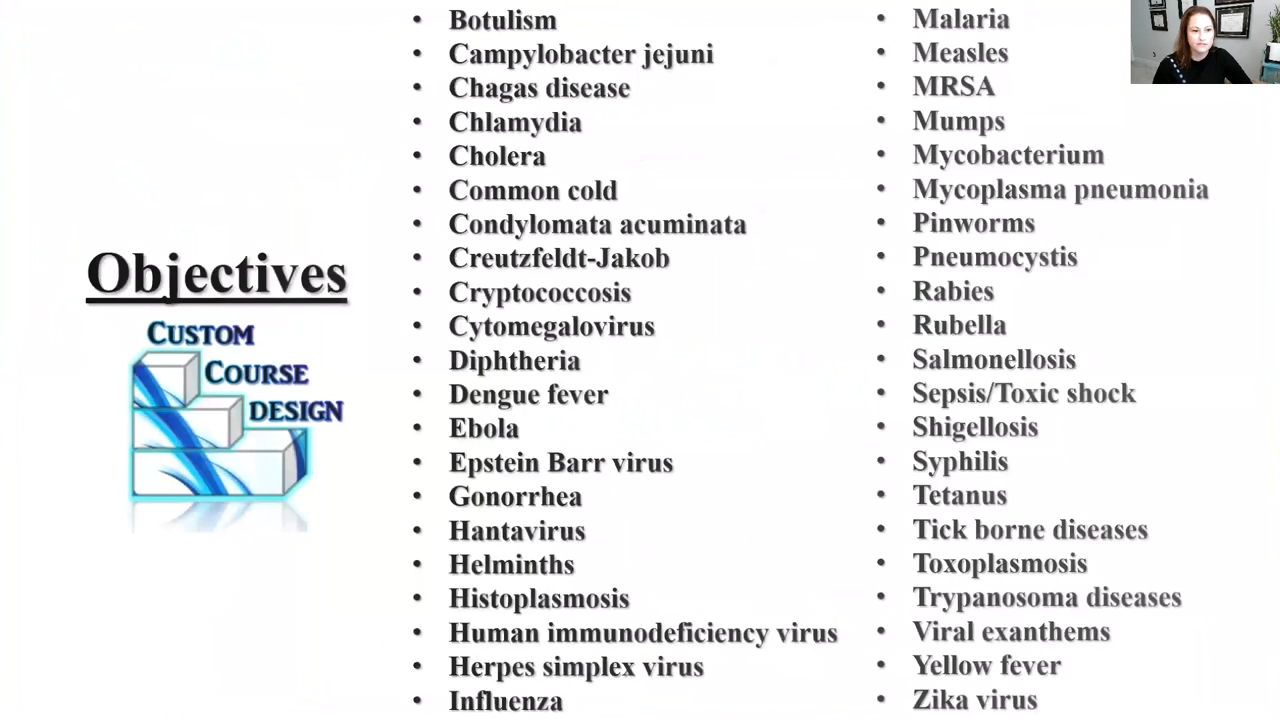 Objectives
CUSTOM
COURSE
DESIGN
• Botulism
• Campylobacter jejuni
• Chagas disease
• Chlamydia
• Cholera
• Common cold
• Condylomata acuminata
• Creutzfeldt-Jakob
• Cryptococcosis
• Cytomegalovirus
• Diphtheria
• Dengue fever
• Ebola
• Epstein Barr virus
• Gonorrhea
• Hantavirus
• Helminths
• Histoplasmosis
• Human immunodeficiency virus
• Herpes simplex virus
• Influenza
• Malaria
• Measles
• MRSA
• Mumps
• Mycobacterium
• Mycoplasma pneumonia
• Pinworms
• Pneumocystis
• Rabies
• Rubella
• Salmonellosis
• Sepsis/Toxic shock
• Shigellosis
• Syphilis
• Tetanus
• Tick borne diseases
• Toxoplasmosis
• Trypanosoma diseases
• Viral exanthems
• Yellow fever
• Zika virus